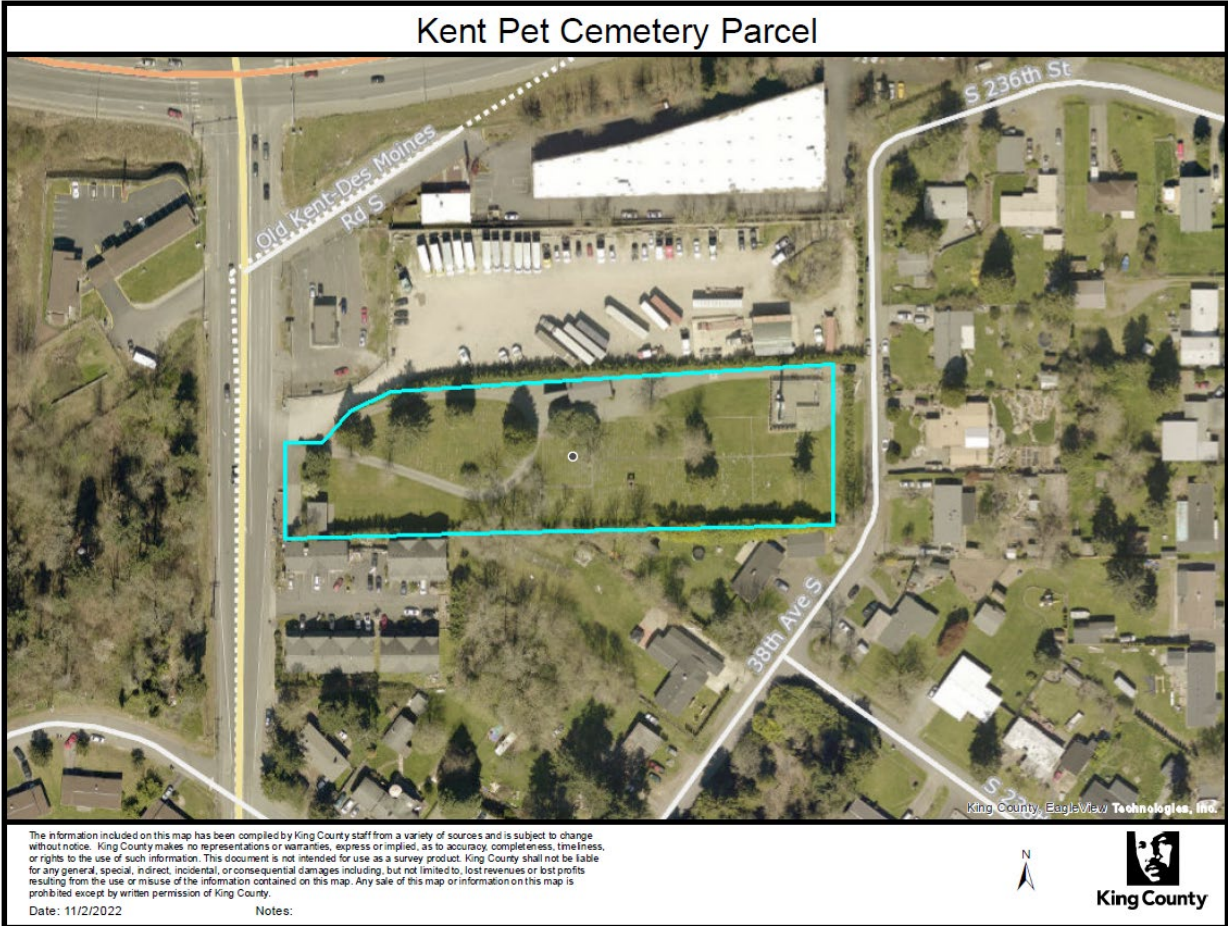 Kent Pet Cemetery Parcel
S 236th St
Old Kent-Des Moines
Rd S
38th Ave S
King County, EagleView Technologies, Inc.
The information included on this map has been compiled by King County staff from a variety of sources and is subject to change
without notice. King County makes no representations or warranties, express or implied, as to accuracy, completeness, timeliness,
or rights to the use of such information. This document is not intended for use as a survey product. King County shall not be liable
for any general, special, indirect, incidental, or consequential damages including, but not limited to, lost revenues or lost profits
resulting from the use or misuse of the information contained on this map. Any sale of this map or information on this map is
prohibited except by written permission of King County.
Date: 11/2/2022 Notes:
N
King County